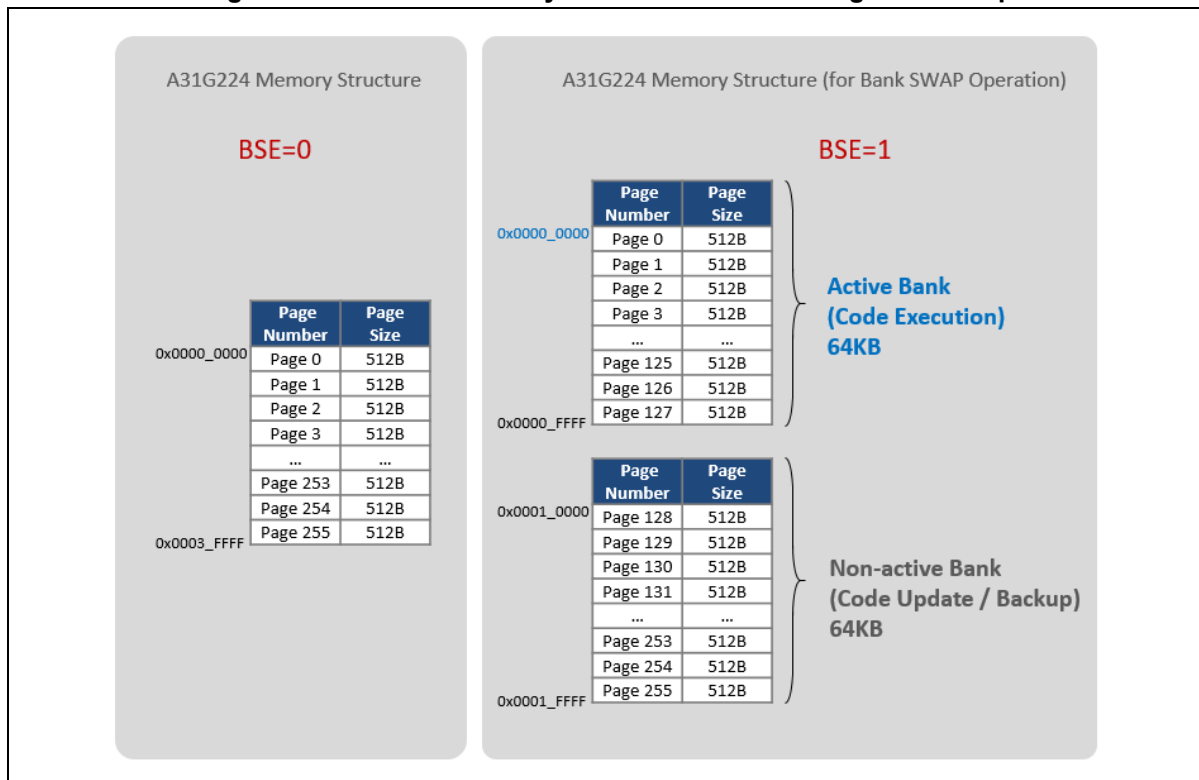 A31G224 Memory Structure
BSE=0
Page Number Page Size
0x0000_0000 Page 0 512B
Page 1 512B
Page 2 512B
Page 3 512B
... ...
Page 253 512B
Page 254 512B
0x0003_FFFF Page 255 512B
A31G224 Memory Structure (for Bank SWAP Operation)
BSE=1
Page Number Page Size
0x0000_0000 Page 0 512B
Page 1 512B
Page 2 512B
Page 3 512B
... ...
Page 125 512B
Page 126 512B
0x0000_FFFF Page 127 512B
Active Bank
(Code Execution)
64KB
Page Number Page Size
0x0001_0000 Page 128 512B
Page 129 512B
Page 130 512B
Page 131 512B
... ...
Page 253 512B
Page 254 512B
0x0001_FFFF Page 255 512B
Non-active Bank
(Code Update / Backup)
64KB